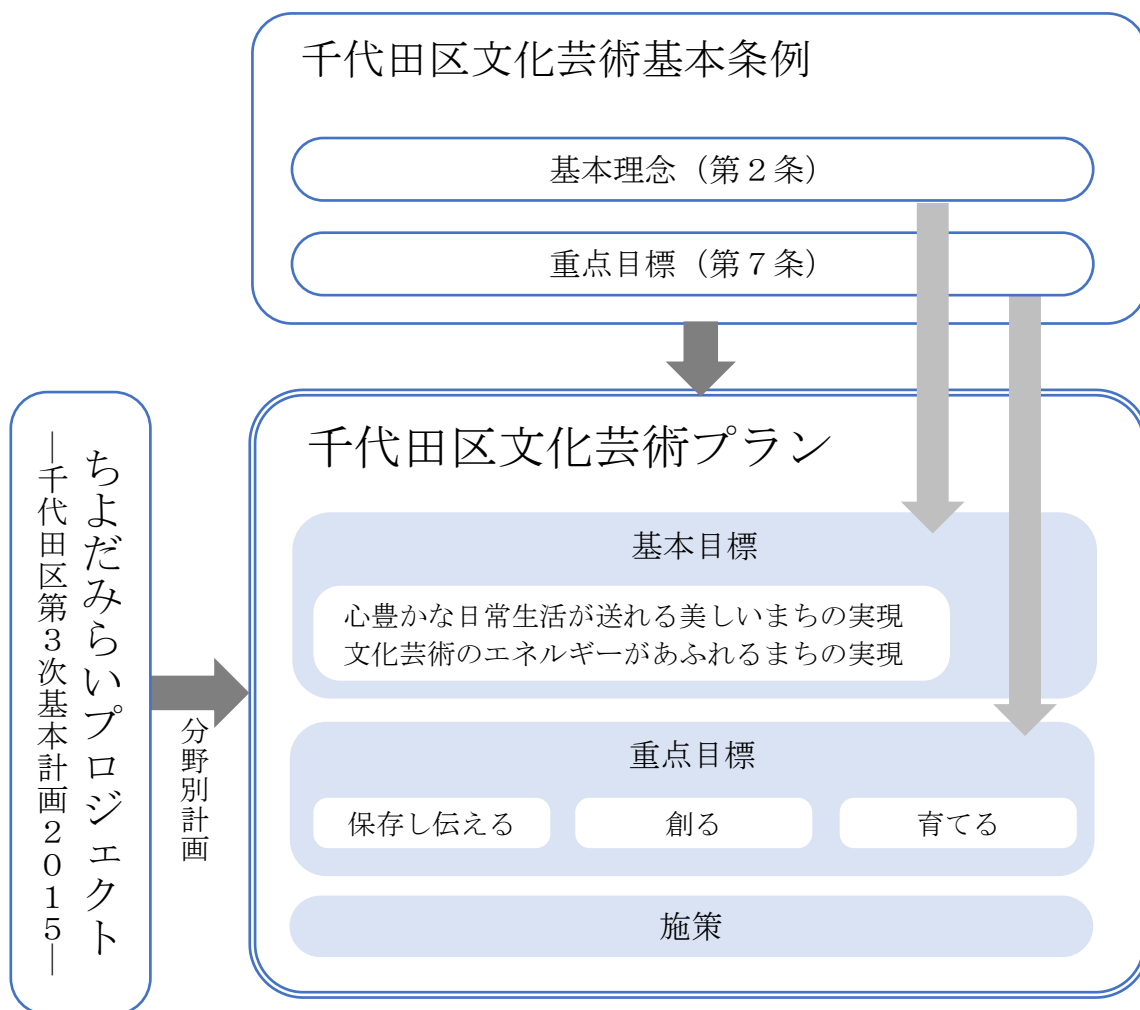 千代田区文化芸術基本条例
基本理念（第２条）
重点目標（第７条）
ちよだみらいプロジェクト
―千代田区第３次基本計画２０１５―
分野別計画
千代田区文化芸術プラン
基本目標
心豊かな日常生活が送れる美しいまちの実現
文化芸術のエネルギーがあふれるまちの実現
重点目標
保存し伝える
創る
育てる
施策